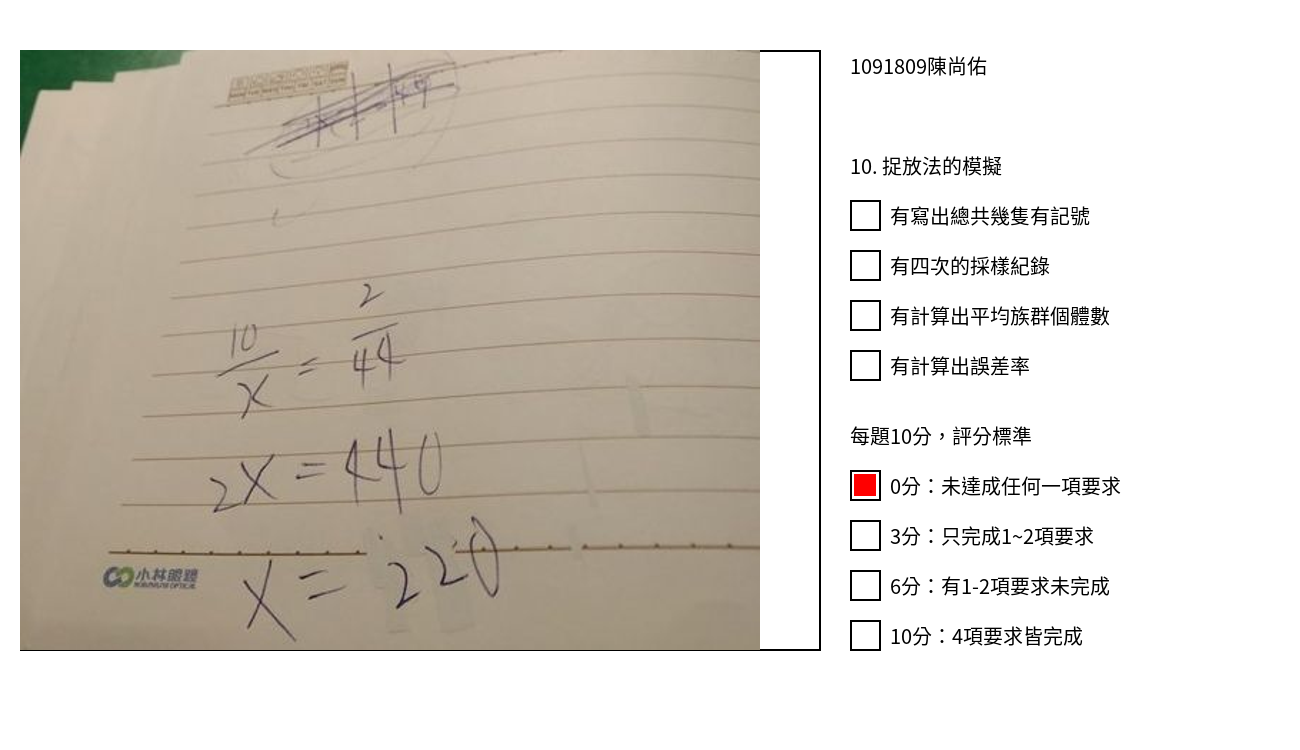 10/x = 2/44
2x = 440
x = 220
小林眼鏡
1091809陳尚佑
10. 捉放法的模擬
有寫出總共幾隻有記號
有四次的採樣紀錄
有計算出平均族群個體數
有計算出誤差率
每題10分，評分標準
0分：未達成任何一項要求
3分：只完成1~2項要求
6分：有1-2項要求未完成
10分：4項要求皆完成